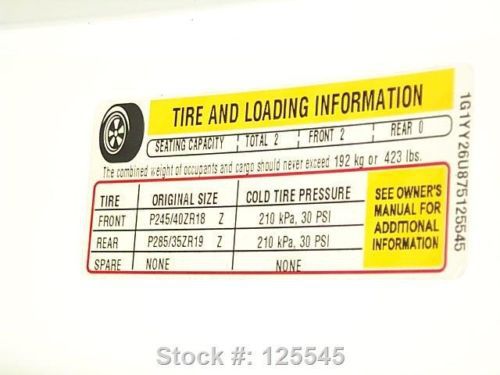 TIRE AND LOADING INFORMATION
SEATING CAPACITY TOTAL 2 FRONT 2 REAR 0
The combined weight of occupants and cargo should never exceed 192 kg or 423 lbs.
TIRE ORIGINAL SIZE COLD TIRE PRESSURE
FRONT P245/40ZR18 Z 210 kPa, 30 PSI
REAR P285/35ZR19 Z 210 kPa, 30 PSI
SPARE NONE NONE
SEE OWNER'S
MANUAL FOR
ADDITIONAL
INFORMATION
1G1YY26U875125545
Stock #: 125545